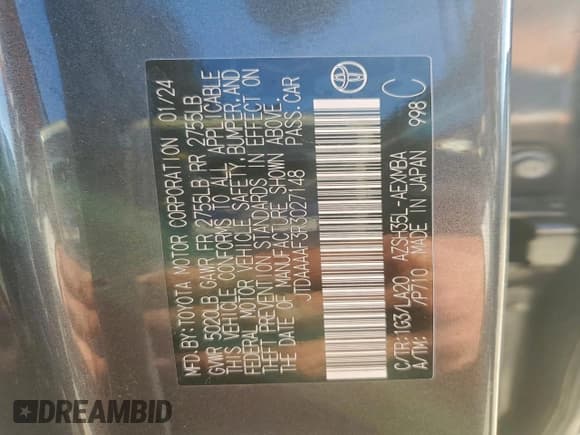 MFD. BY: TOYOTA MOTOR CORPORATION 01/24
GVWR 5020LB GAWR FR 2755LB RR 2755LB
THIS VEHICLE CONFORMS TO ALL APPLICABLE
FEDERAL MOTOR VEHICLE SAFETY, BUMPER, AND
THEFT PREVENTION STANDARDS IN EFFECT ON
THE DATE OF MANUFACTURE SHOWN ABOVE.
JTDAAAAF3R3027148 PASS. CAR
C/TR: 1G3/LA20 AZSH35L-AEXMBA
A/TM: /P710 MADE IN JAPAN 998 C
DREAMBID